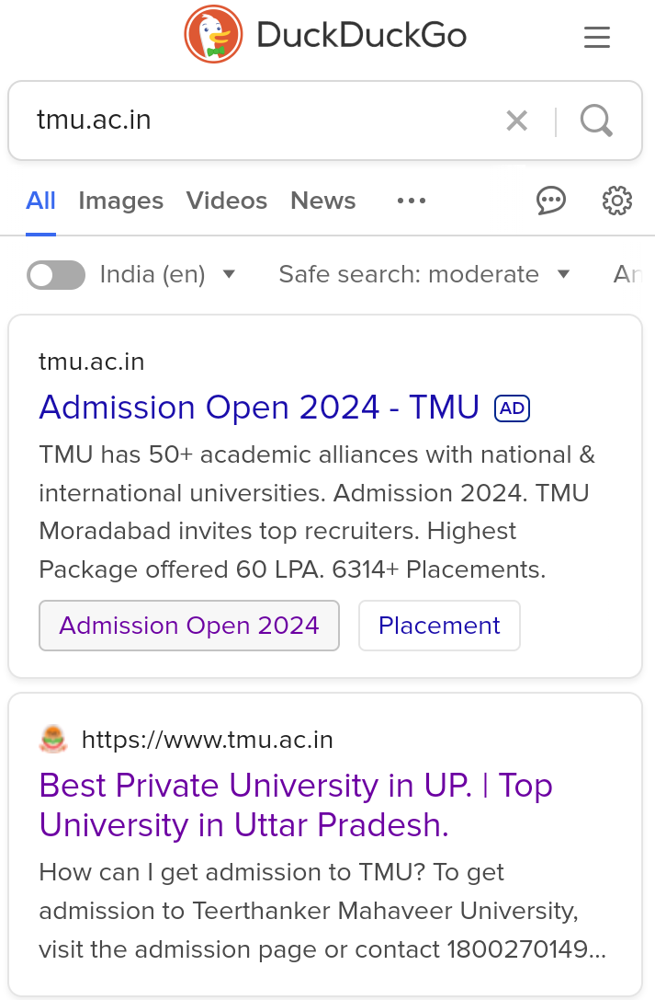 DuckDuckGo
tmu.ac.in
All Images Videos News
India (en) Safe search: moderate
tmu.ac.in
Admission Open 2024 - TMU AD
TMU has 50+ academic alliances with national &
international universities. Admission 2024. TMU
Moradabad invites top recruiters. Highest
Package offered 60 LPA. 6314+ Placements.
Admission Open 2024 Placement
https://www.tmu.ac.in
Best Private University in UP. | Top
University in Uttar Pradesh.
How can I get admission to TMU? To get
admission to Teerthanker Mahaveer University,
visit the admission page or contact 1800270149...